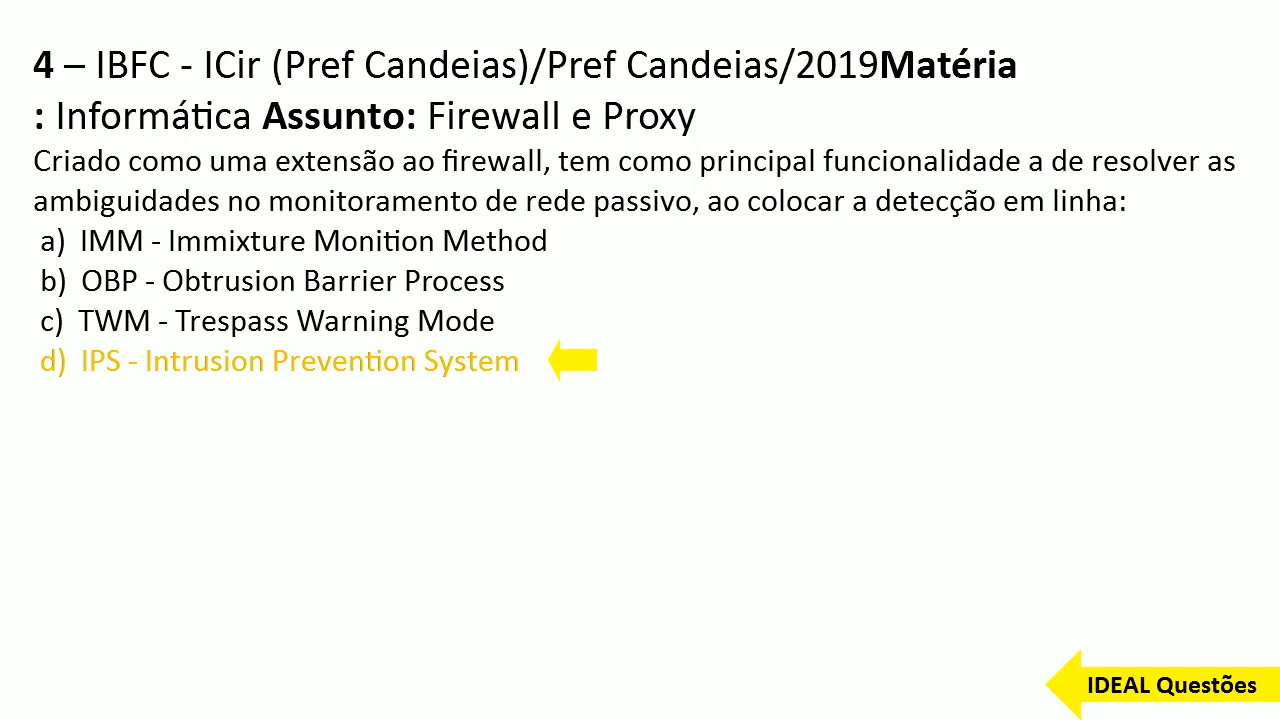 4 – IBFC - ICir (Pref Candeias)/Pref Candeias/2019Matéria
: Informática Assunto: Firewall e Proxy
Criado como uma extensão ao firewall, tem como principal funcionalidade a de resolver as
ambiguidades no monitoramento de rede passivo, ao colocar a detecção em linha:
a) IMM - Immixture Monition Method
b) OBP - Obtrusion Barrier Process
c) TWM - Trespass Warning Mode
d) IPS - Intrusion Prevention System
IDEAL Questões